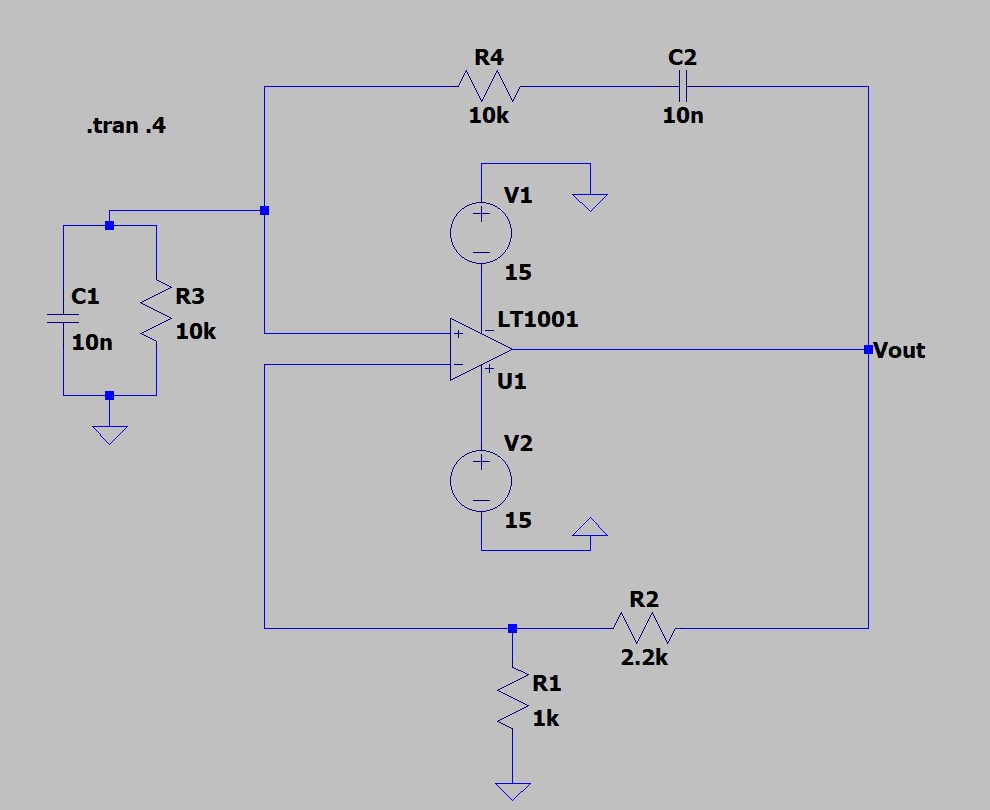 R4
C2
10k
10n
.tran .4
V1
+
−
15
C1
10n
R3
10k
LT1001
+
−
−
+
U1
Vout
V2
+
−
15
R2
2.2k
R1
1k